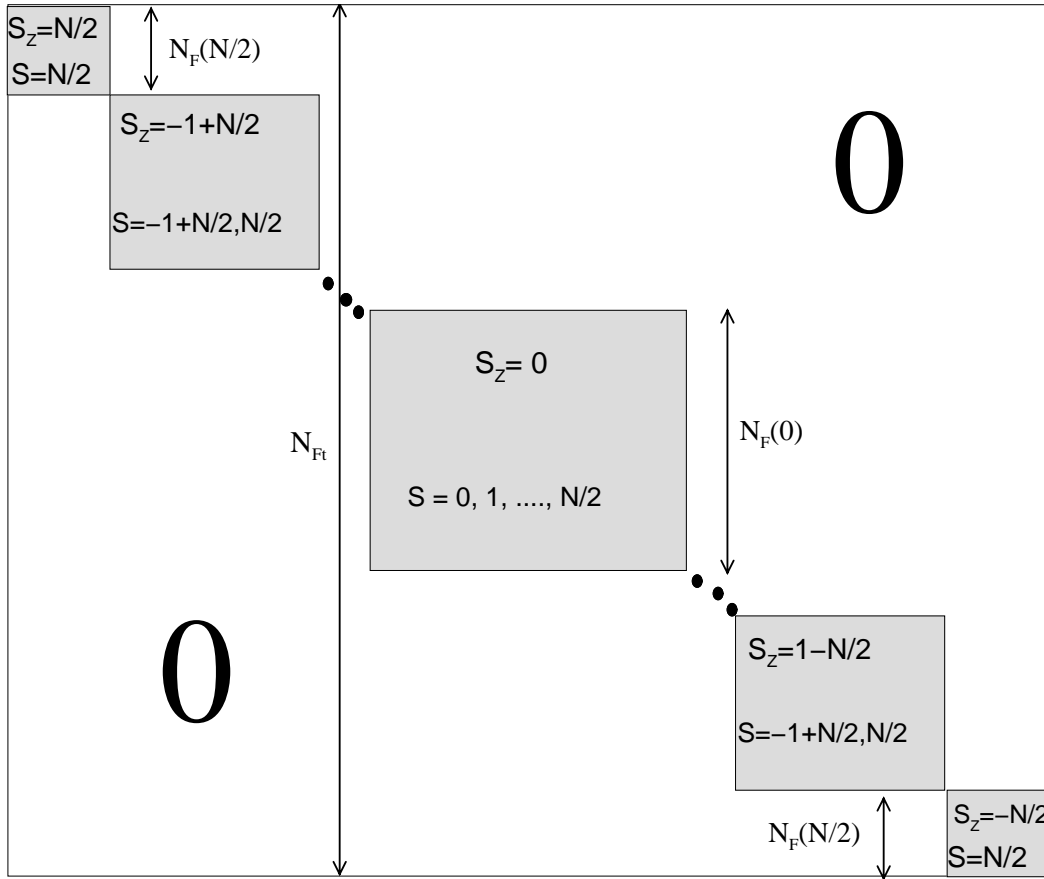 S_Z=N/2
S=N/2
N_F(N/2)
S_Z=−1+N/2
S=−1+N/2,N/2
0
S_Z= 0
S = 0, 1, ...., N/2
N_Ft
N_F(0)
0
S_Z=1−N/2
S=−1+N/2,N/2
N_F(N/2)
S_Z=−N/2
S=N/2